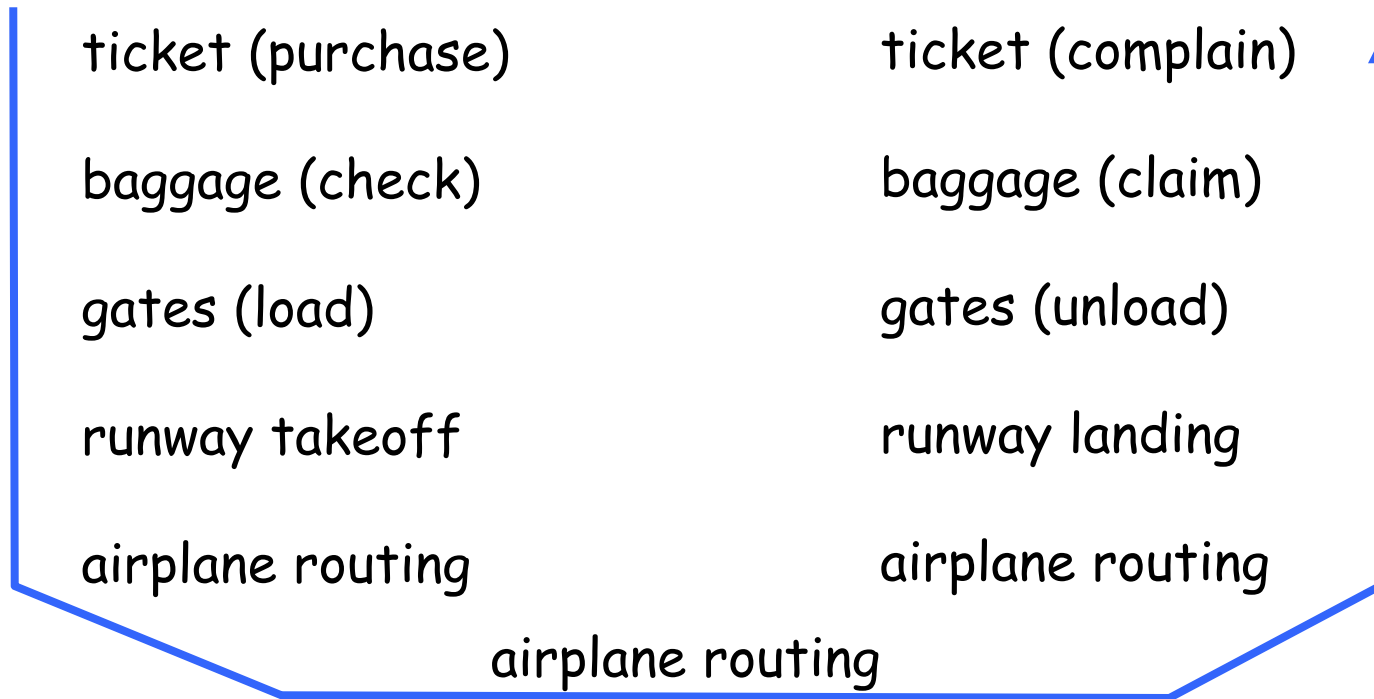 ticket (purchase)
baggage (check)
gates (load)
runway takeoff
airplane routing
ticket (complain)
baggage (claim)
gates (unload)
runway landing
airplane routing
airplane routing